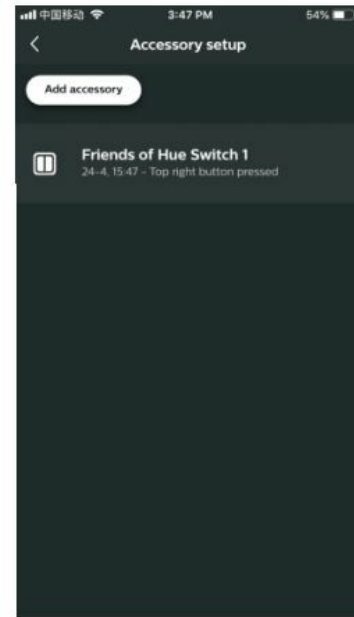 中国移动 3:47 PM 54%
Accessory setup
Add accessory
Friends of Hue Switch 1
24-4, 15:47 – Top right button pressed